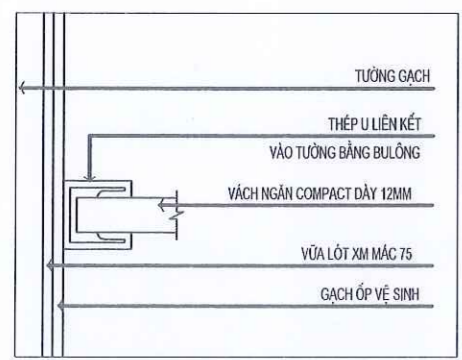 TƯỜNG GẠCH
THÉP U LIÊN KẾT
VÀO TƯỜNG BẰNG BULÔNG
VÁCH NGĂN COMPACT DẦY 12MM
VỮA LÓT XM MÁC 75
GẠCH ỐP VỆ SINH